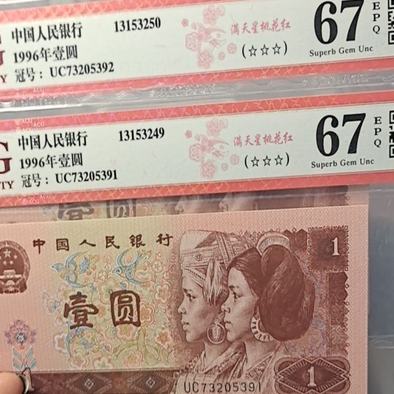 中国人民银行 13153250
1996年壹圆
冠号：UC73205392
满天星桃花红
(☆☆☆)
67 EPQ
Superb Gem Unc
G
TY
中国人民银行 13153249
1996年壹圆
冠号：UC73205391
满天星桃花红
(☆☆☆)
67 EPQ
Superb Gem Unc
中国人民银行
1
壹圆
UC73205391
1